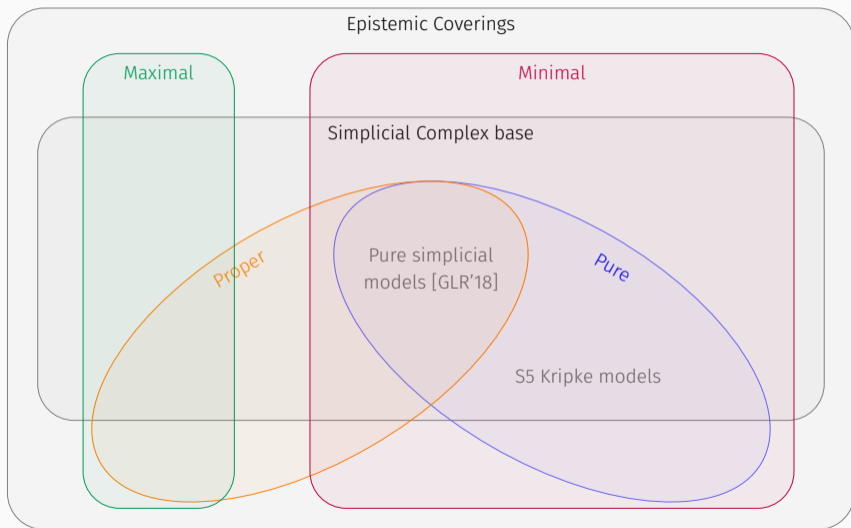 Epistemic Coverings
Maximal
Minimal
Simplicial Complex base
Proper
Pure simplicial
models [GLR’18]
Pure
S5 Kripke models